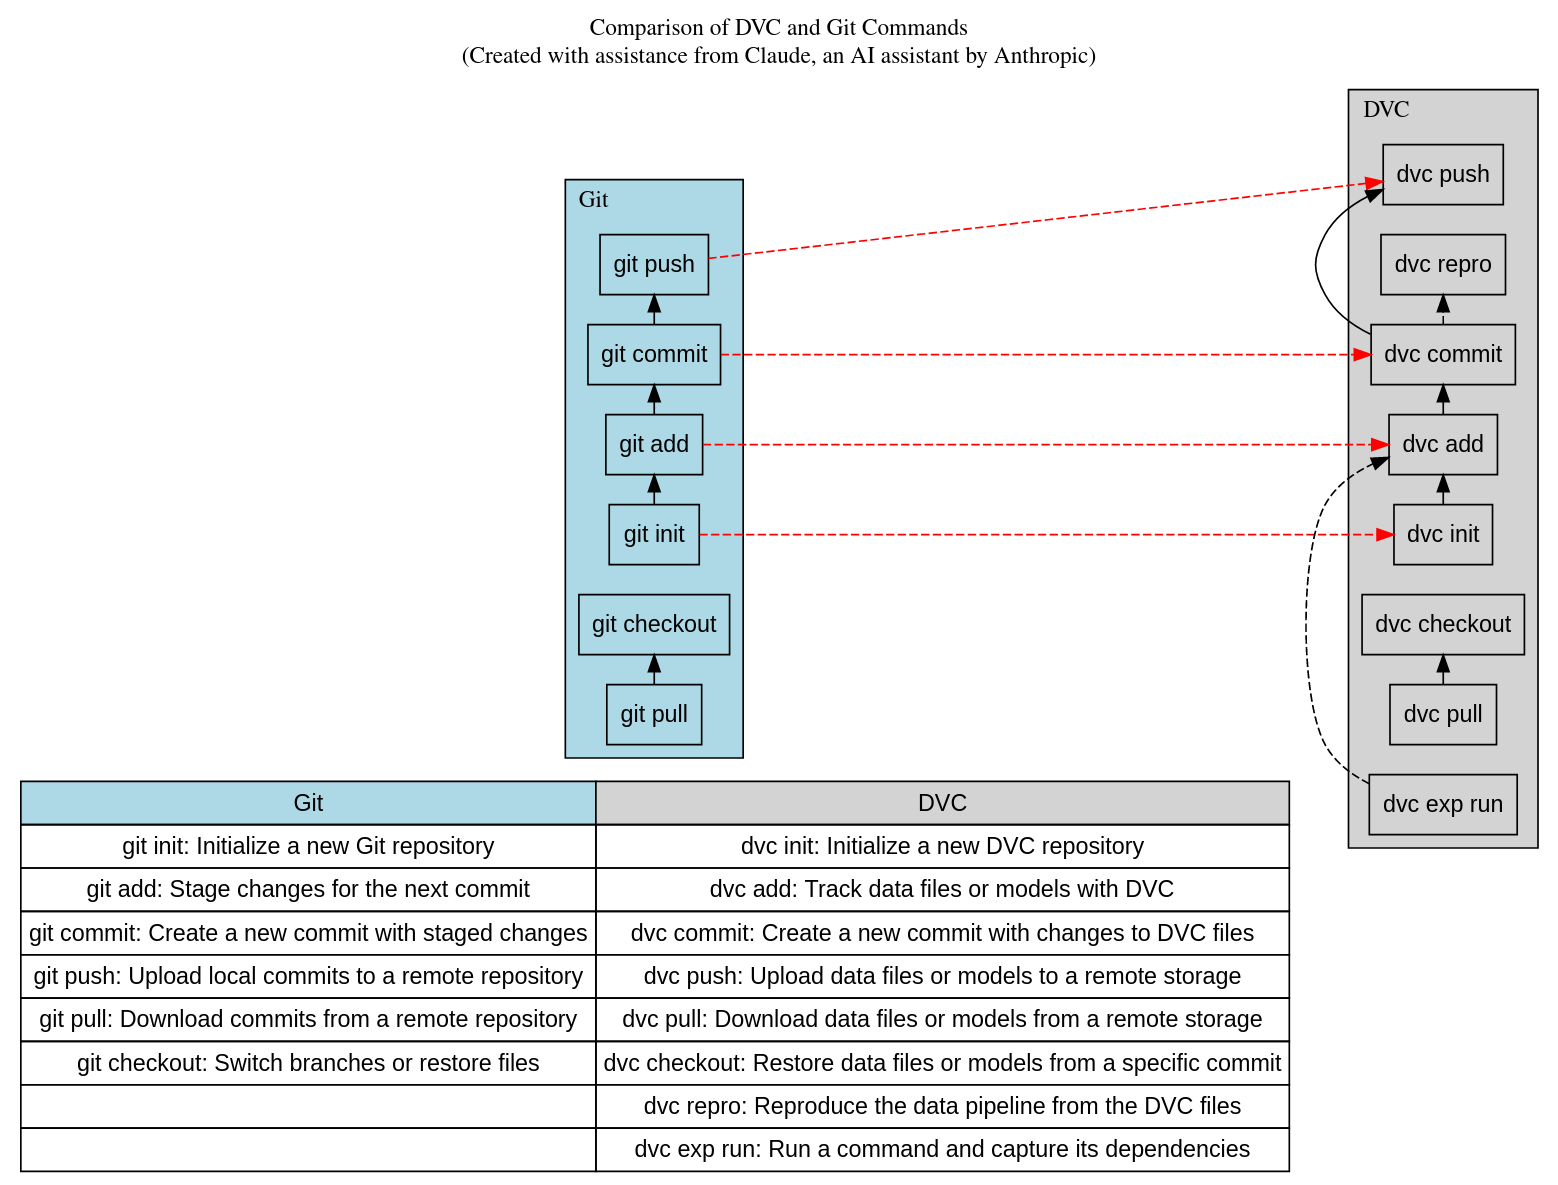 Comparison of DVC and Git Commands
(Created with assistance from Claude, an AI assistant by Anthropic)
Git
git push
git commit
git add
git init
git checkout
git pull
DVC
dvc push
dvc repro
dvc commit
dvc add
dvc init
dvc checkout
dvc pull
dvc exp run
Git DVC
git init: Initialize a new Git repository dvc init: Initialize a new DVC repository
git add: Stage changes for the next commit dvc add: Track data files or models with DVC
git commit: Create a new commit with staged changes dvc commit: Create a new commit with changes to DVC files
git push: Upload local commits to a remote repository dvc push: Upload data files or models to a remote storage
git pull: Download commits from a remote repository dvc pull: Download data files or models from a remote storage
git checkout: Switch branches or restore files dvc checkout: Restore data files or models from a specific commit
dvc repro: Reproduce the data pipeline from the DVC files
dvc exp run: Run a command and capture its dependencies